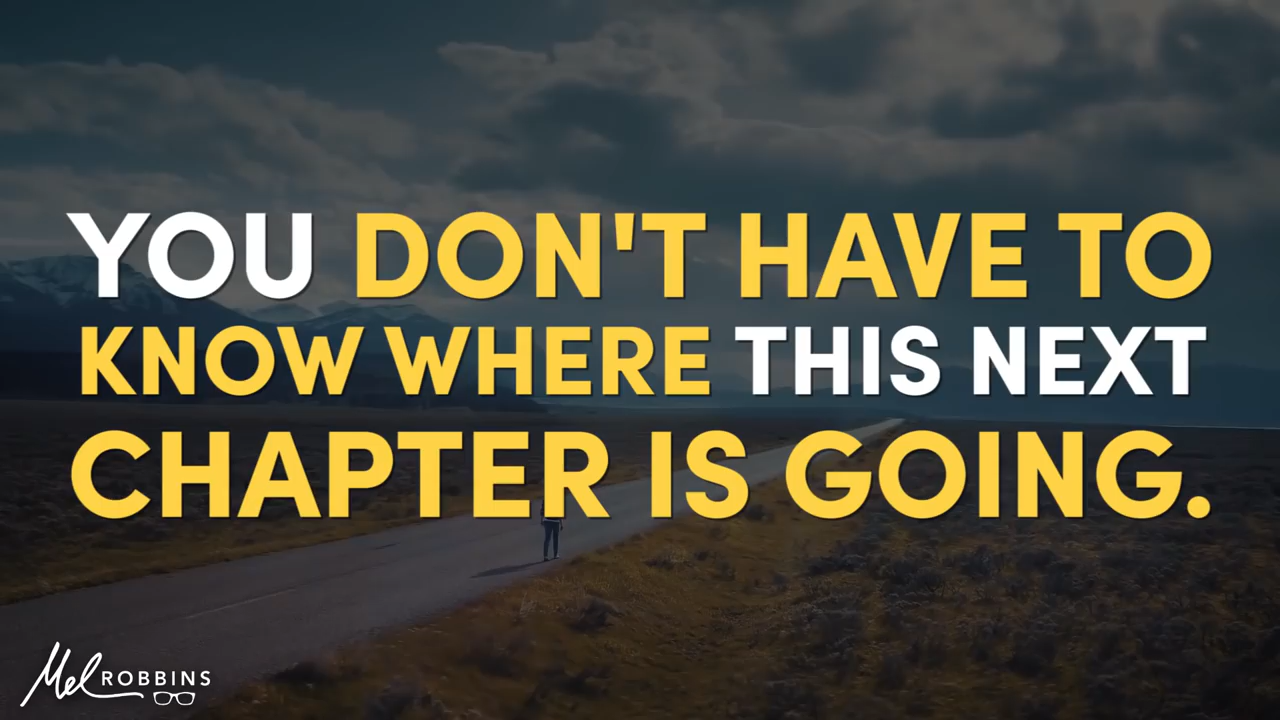 YOU DON'T HAVE TO
KNOW WHERE THIS NEXT
CHAPTER IS GOING.
Mel ROBBINS